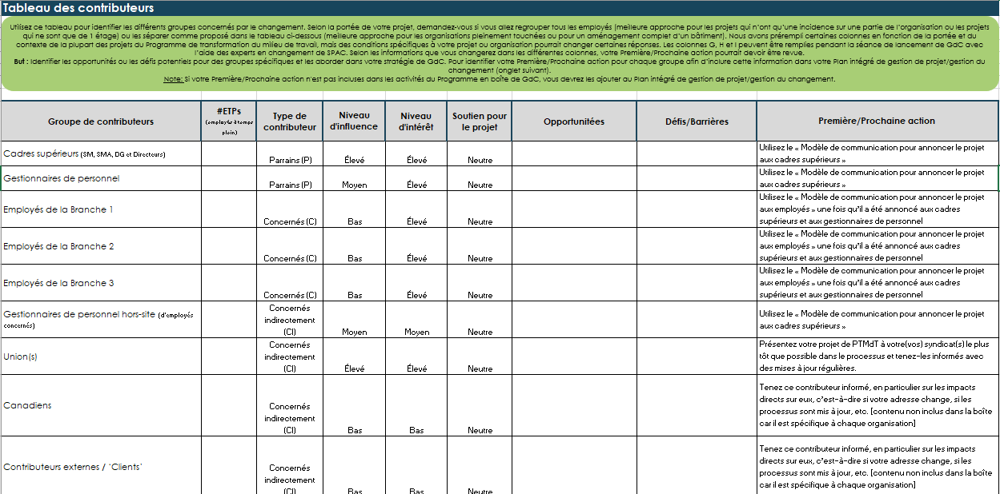 Tableau des contributeurs
Utilisez ce tableau pour identifier les différents groupes concernés par le changement. Selon la portée de votre projet, demandez-vous si vous allez regrouper tous les employés (meilleure approche pour les projets qui n'ont qu'une incidence sur une partie de l'organisation ou les projets
qui ne sont que de 1 étage) ou les séparer comme proposé dans le tableau ci-dessous (meilleure approche pour les organisations pleinement touchées ou pour un aménagement complet d'un bâtiment). Nous avons prérempli certaines colonnes en fonction de la portée et du
contexte de la plupart des projets du Programme de transformation du milieu de travail, mais des conditions spécifiques à votre projet ou organisation pourrait changer certaines réponses. Les colonnes G, H et I peuvent être remplies pendant la séance de lancement de GdC avec
l'aide des experts en changement de SPAC. Selon les informations que vous changerez dans les différentes colonnes, votre Première/Prochaine action pourrait devoir être revue.
But : Identifier les opportunités ou les défis potentiels pour des groupes spécifiques et les aborder dans votre stratégie de GdC. Pour identifier votre Première/Prochaine action pour chaque groupe afin d'inclure cette information dans votre Plan intégré de gestion de projet/gestion du
changement (onglet suivant).
Note: Si votre Première/Prochaine action n'est pas incluses dans les activités du Programme en boîte de GdC, vous devrez les ajouter au Plan intégré de gestion de projet/gestion du changement.
Groupe de contributeurs
#ETPs
(employés à temps
plein)
Type de
contributeur
Niveau
d'influence
Niveau
d'intérêt
Soutien pour
le projet
Opportunitées
Défis/Barrières
Première/Prochaine action
Cadres supérieurs (SM, SMA, DG et Directeurs)
Parrains (P)
Élevé
Élevé
Neutre
Utilisez le « Modèle de communication pour annoncer le projet
aux cadres supérieurs »
Gestionnaires de personnel
Parrains (P)
Moyen
Élevé
Neutre
Utilisez le « Modèle de communication pour annoncer le projet
aux cadres supérieurs »
Employés de la Branche 1
Concernés (C)
Bas
Élevé
Neutre
Utilisez le « Modèle de communication pour annoncer le projet
aux employés » une fois qu'il a été annoncé aux cadres
supérieurs et aux gestionnaires de personnel
Employés de la Branche 2
Concernés (C)
Bas
Élevé
Neutre
Utilisez le « Modèle de communication pour annoncer le projet
aux employés » une fois qu'il a été annoncé aux cadres
supérieurs et aux gestionnaires de personnel
Employés de la Branche 3
Concernés (C)
Bas
Élevé
Neutre
Utilisez le « Modèle de communication pour annoncer le projet
aux employés » une fois qu'il a été annoncé aux cadres
supérieurs et aux gestionnaires de personnel
Gestionnaires de personnel hors-site (d'employés
concernés)
Concernés
indirectement
(CI)
Moyen
Moyen
Neutre
Utilisez le « Modèle de communication pour annoncer le projet
aux cadres supérieurs »
Union(s)
Concernés
indirectement
(CI)
Élevé
Élevé
Neutre
Présentez votre projet de PTMdT à votre(vos) syndicat(s) le plus
tôt que possible dans le processus et tenez-les informés avec
des mises à jour régulières.
Canadiens
Concernés
indirectement
(CI)
Bas
Bas
Neutre
Tenez ce contributeur informé, en particulier sur les impacts
directs sur eux, c'est-à-dire si votre adresse change, si les
processus sont mis à jour, etc. [contenu non inclus dans la boîte
car il est spécifique à chaque organisation]
Contributeurs externes / 'Clients'
Concernés
indirectement
(CI)
Bas
Bas
Neutre
Tenez ce contributeur informé, en particulier sur les impacts
directs sur eux, c'est-à-dire si votre adresse change, si les
processus sont mis à jour, etc. [contenu non inclus dans la boîte
car il est spécifique à chaque organisation]